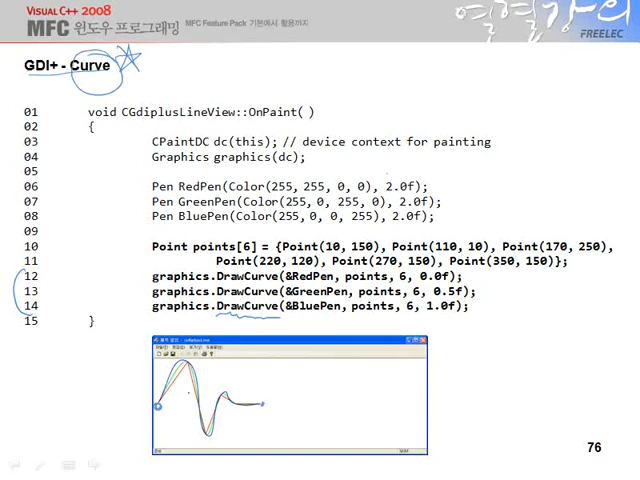 VISUAL C++ 2008
MFC 윈도우 프로그래밍 MFC Feature Pack 기본에서 활용까지
열혈강의
FREELEC
GDI+ - Curve
01 void CGdiplusLineView::OnPaint( )
02 {
03 CPaintDC dc(this); // device context for painting
04 Graphics graphics(dc);
05
06 Pen RedPen(Color(255, 255, 0, 0), 2.0f);
07 Pen GreenPen(Color(255, 0, 255, 0), 2.0f);
08 Pen BluePen(Color(255, 0, 0, 255), 2.0f);
09
10 Point points[6] = {Point(10, 150), Point(110, 10), Point(170, 250),
11 Point(220, 120), Point(270, 150), Point(350, 150)};
12 graphics.DrawCurve(&RedPen, points, 6, 0.0f);
13 graphics.DrawCurve(&GreenPen, points, 6, 0.5f);
14 graphics.DrawCurve(&BluePen, points, 6, 1.0f);
15 }
76